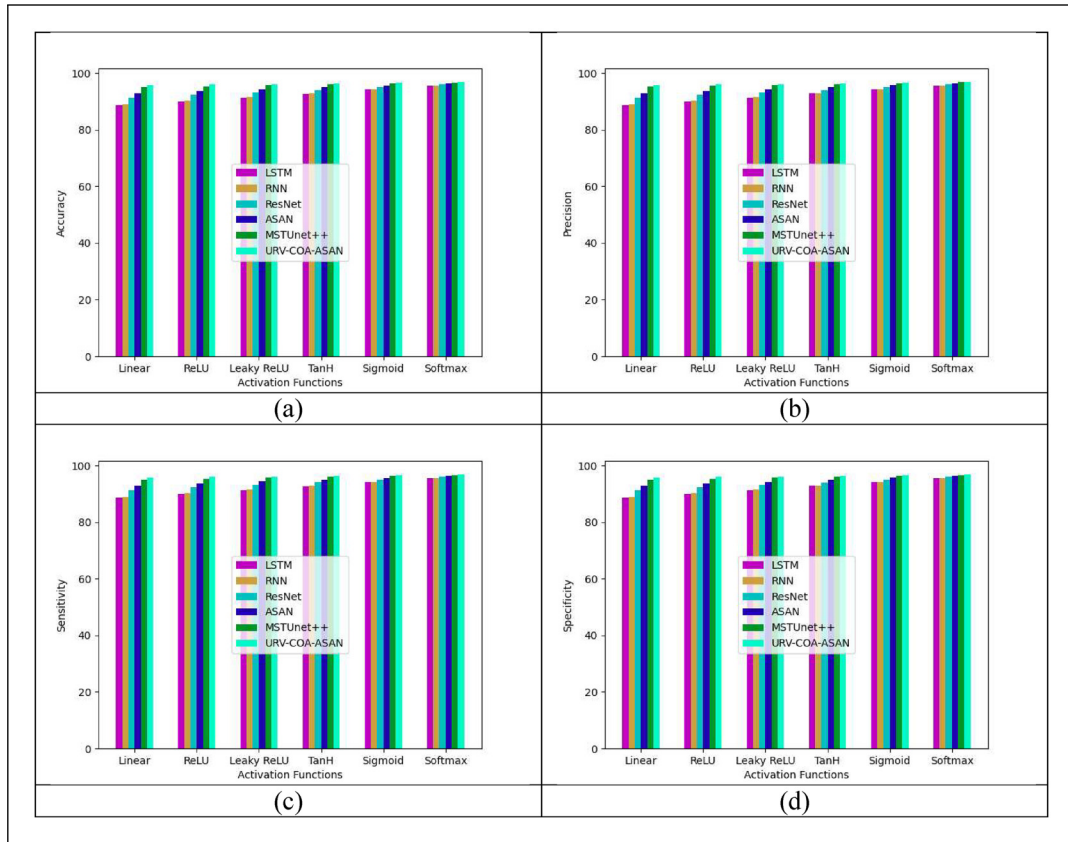 100
80
60
40
20
0
Accuracy
LSTM
RNN
ResNet
ASAN
MSTUnet++
URV-COA-ASAN
Linear ReLU Leaky ReLU TanH Sigmoid Softmax
Activation Functions
(a)
100
80
60
40
20
0
Precision
LSTM
RNN
ResNet
ASAN
MSTUnet++
URV-COA-ASAN
Linear ReLU Leaky ReLU TanH Sigmoid Softmax
Activation Functions
(b)
100
80
60
40
20
0
Sensitivity
LSTM
RNN
ResNet
ASAN
MSTUnet++
URV-COA-ASAN
Linear ReLU Leaky ReLU TanH Sigmoid Softmax
Activation Functions
(c)
100
80
60
40
20
0
Specificity
LSTM
RNN
ResNet
ASAN
MSTUnet++
URV-COA-ASAN
Linear ReLU Leaky ReLU TanH Sigmoid Softmax
Activation Functions
(d)